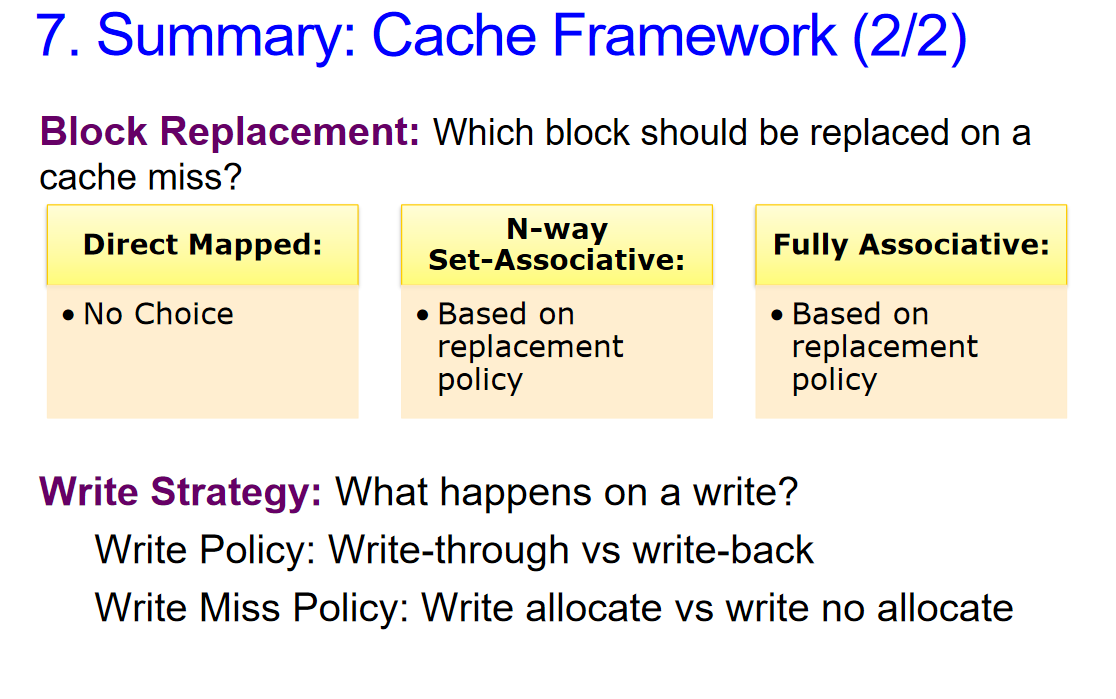 7. Summary: Cache Framework (2/2)
Block Replacement: Which block should be replaced on a
cache miss?
Direct Mapped:
• No Choice
N-way
Set-Associative:
• Based on
replacement
policy
Fully Associative:
• Based on
replacement
policy
Write Strategy: What happens on a write?
Write Policy: Write-through vs write-back
Write Miss Policy: Write allocate vs write no allocate